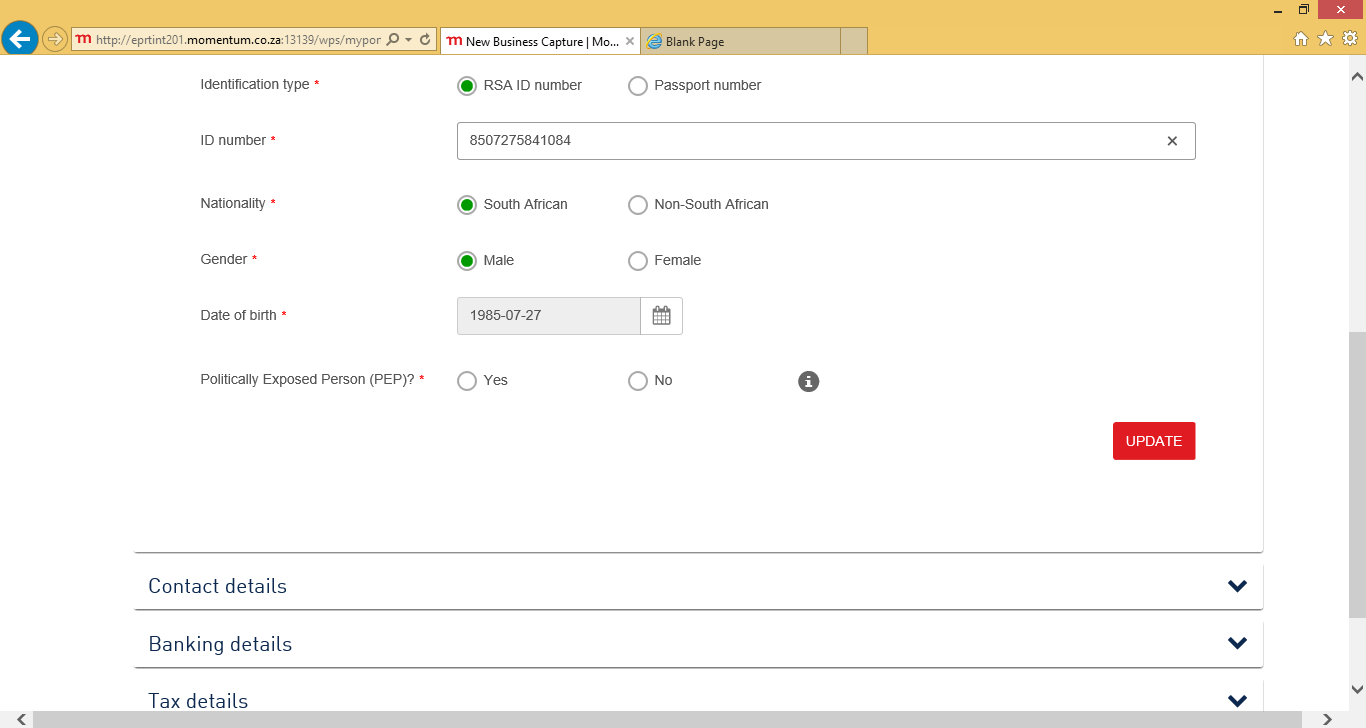 http://eprtint201.momentum.co.za:13139/wps/mypor
m New Business Capture | Mo...
Blank Page
Identification type *
RSA ID number
Passport number
ID number *
8507275841084
Nationality *
South African
Non-South African
Gender *
Male
Female
Date of birth *
1985-07-27
Politically Exposed Person (PEP)? *
Yes
No
UPDATE
Contact details
Banking details
Tax details